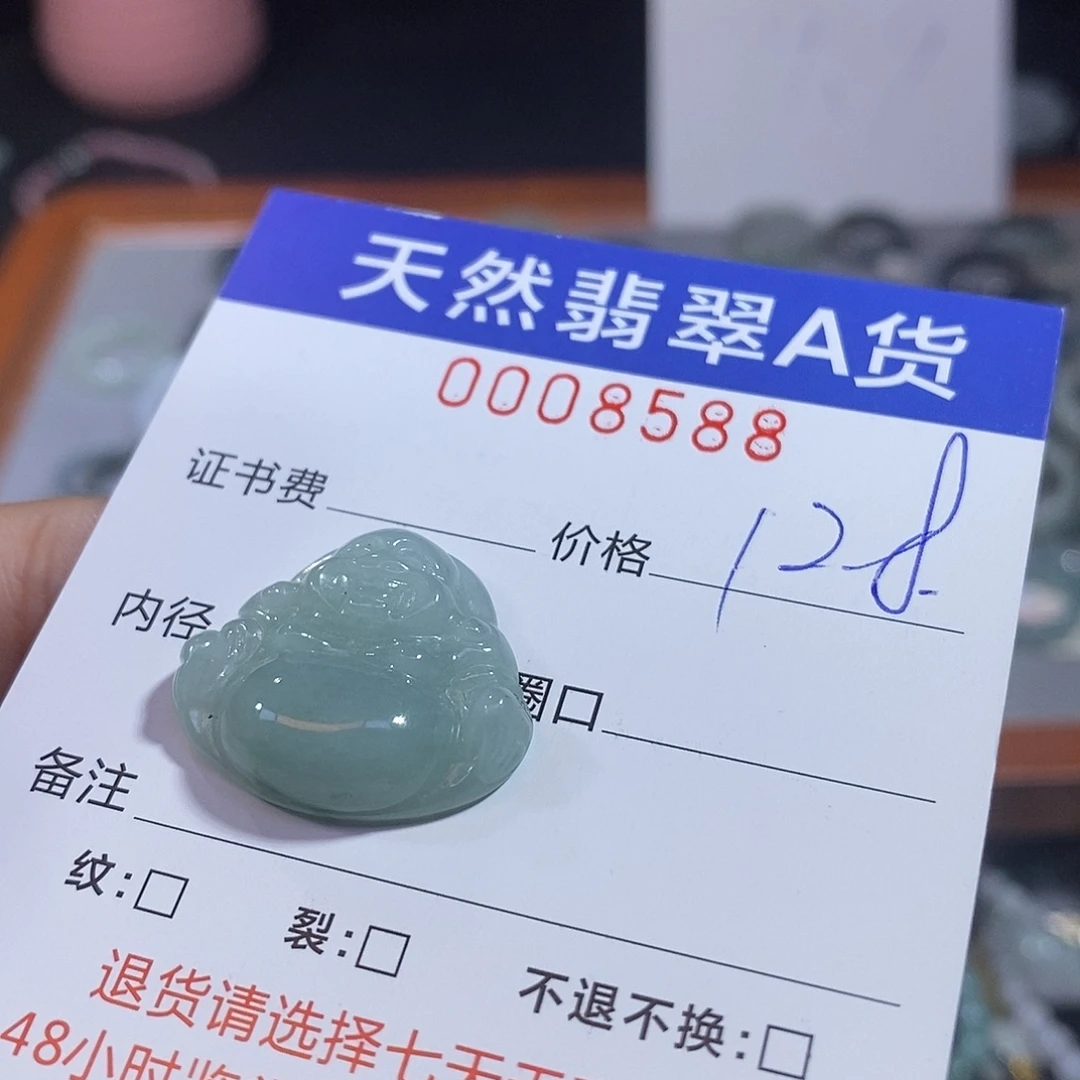 天然翡翠A货
0008588
证书费 价格 128
内径 圈口
备注
纹:□ 裂:□ 不退不换:□
退货请选择七天
48小时